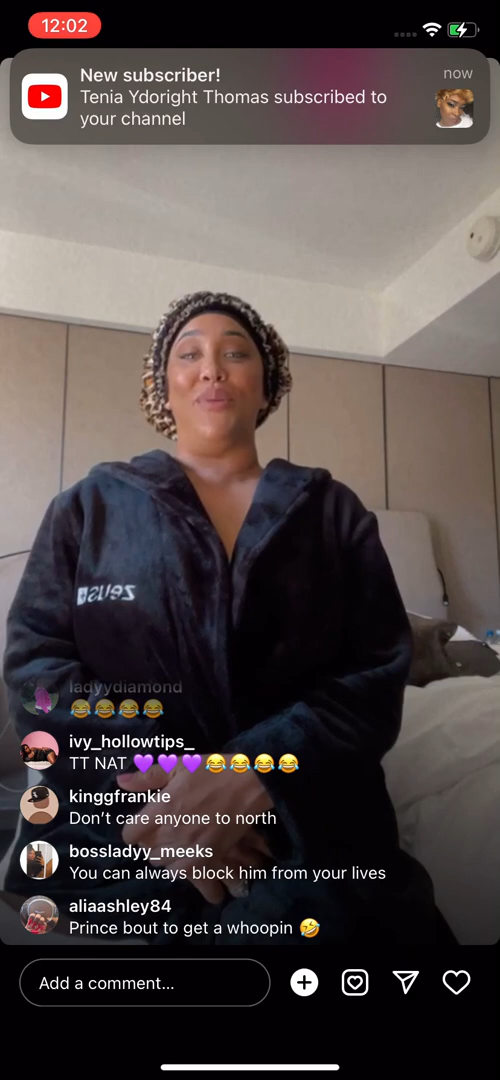 12:02
New subscriber!
now
Tenia Ydoright Thomas subscribed to
your channel
zeus
ladyydiamond
😂😂😂😂
ivy_hollowtips_
TT NAT 💜💜💜😂😂😂😂
kinggfrankie
Don’t care anyone to north
bossladyy_meeks
You can always block him from your lives
aliaashley84
Prince bout to get a whoopin 🤣
Add a comment...